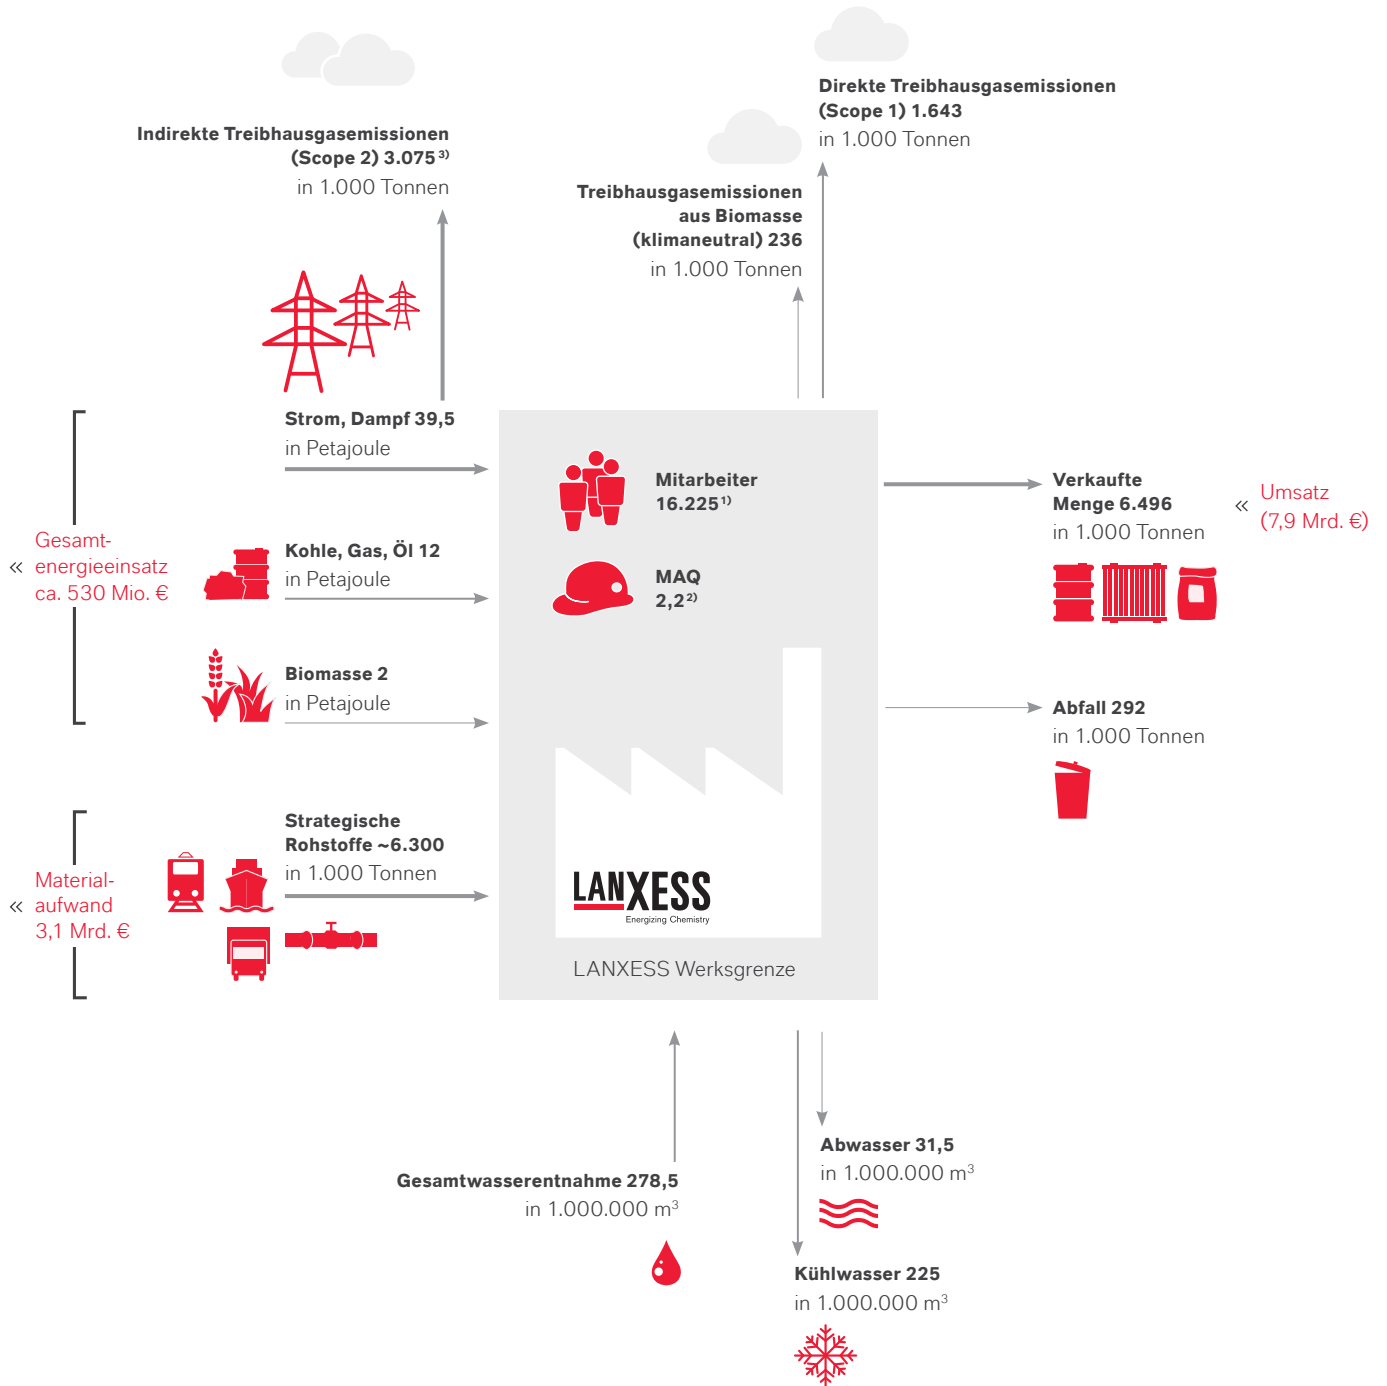 Direkte Treibhausgasemissionen
(Scope 1) 1.643
in 1.000 Tonnen
Indirekte Treibhausgasemissionen
(Scope 2) 3.075³⁾
in 1.000 Tonnen
Treibhausgasemissionen
aus Biomasse
(klimaneutral) 236
in 1.000 Tonnen
Strom, Dampf 39,5
in Petajoule
Kohle, Gas, Öl 12
in Petajoule
Biomasse 2
in Petajoule
« Gesamt-
energieeinsatz
ca. 530 Mio. €
Strategische
Rohstoffe ~6.300
in 1.000 Tonnen
« Material-
aufwand
3,1 Mrd. €
Mitarbeiter
16.225¹⁾
MAQ
2,2²⁾
LANXESS
Energizing Chemistry
LANXESS Werksgrenze
Verkaufte
Menge 6.496
in 1.000 Tonnen
« Umsatz
(7,9 Mrd. €)
Abfall 292
in 1.000 Tonnen
Gesamtwasserentnahme 278,5
in 1.000.000 m³
Abwasser 31,5
in 1.000.000 m³
Kühlwasser 225
in 1.000.000 m³